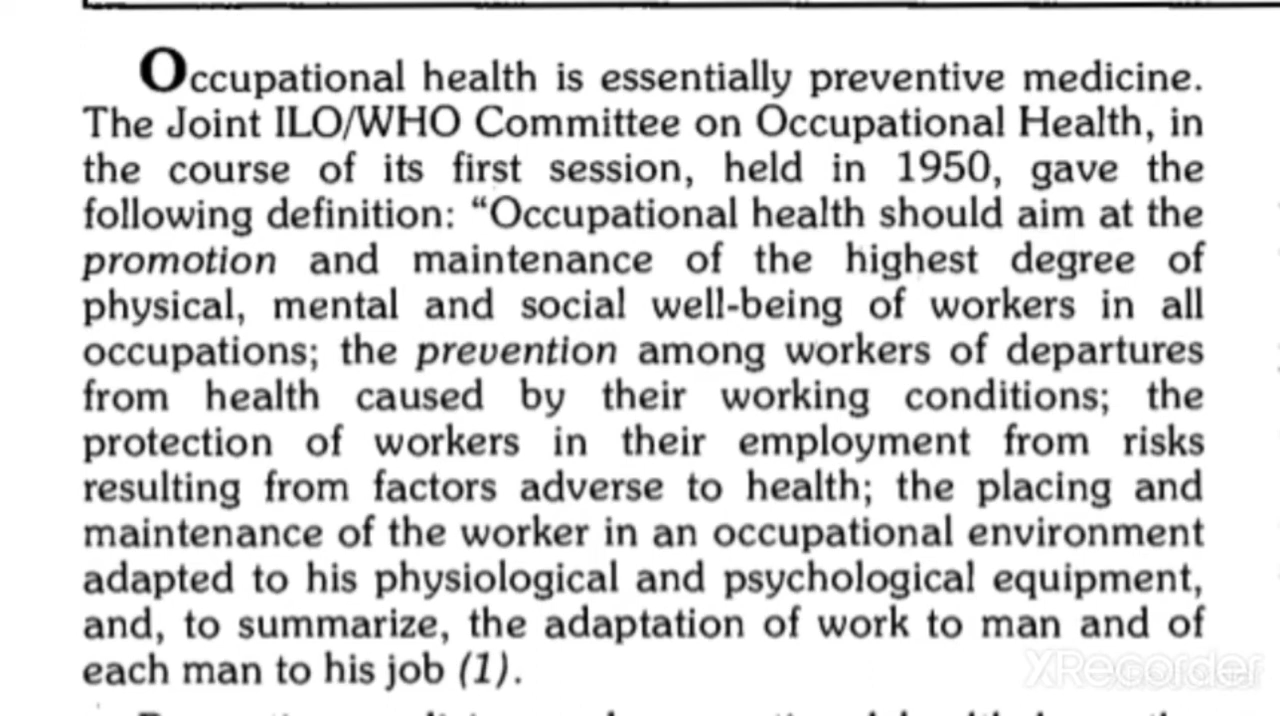 Occupational health is essentially preventive medicine.
The Joint ILO/WHO Committee on Occupational Health, in
the course of its first session, held in 1950, gave the
following definition: “Occupational health should aim at the
promotion and maintenance of the highest degree of
physical, mental and social well-being of workers in all
occupations; the prevention among workers of departures
from health caused by their working conditions; the
protection of workers in their employment from risks
resulting from factors adverse to health; the placing and
maintenance of the worker in an occupational environment
adapted to his physiological and psychological equipment,
and, to summarize, the adaptation of work to man and of
each man to his job (1).
XRecorder